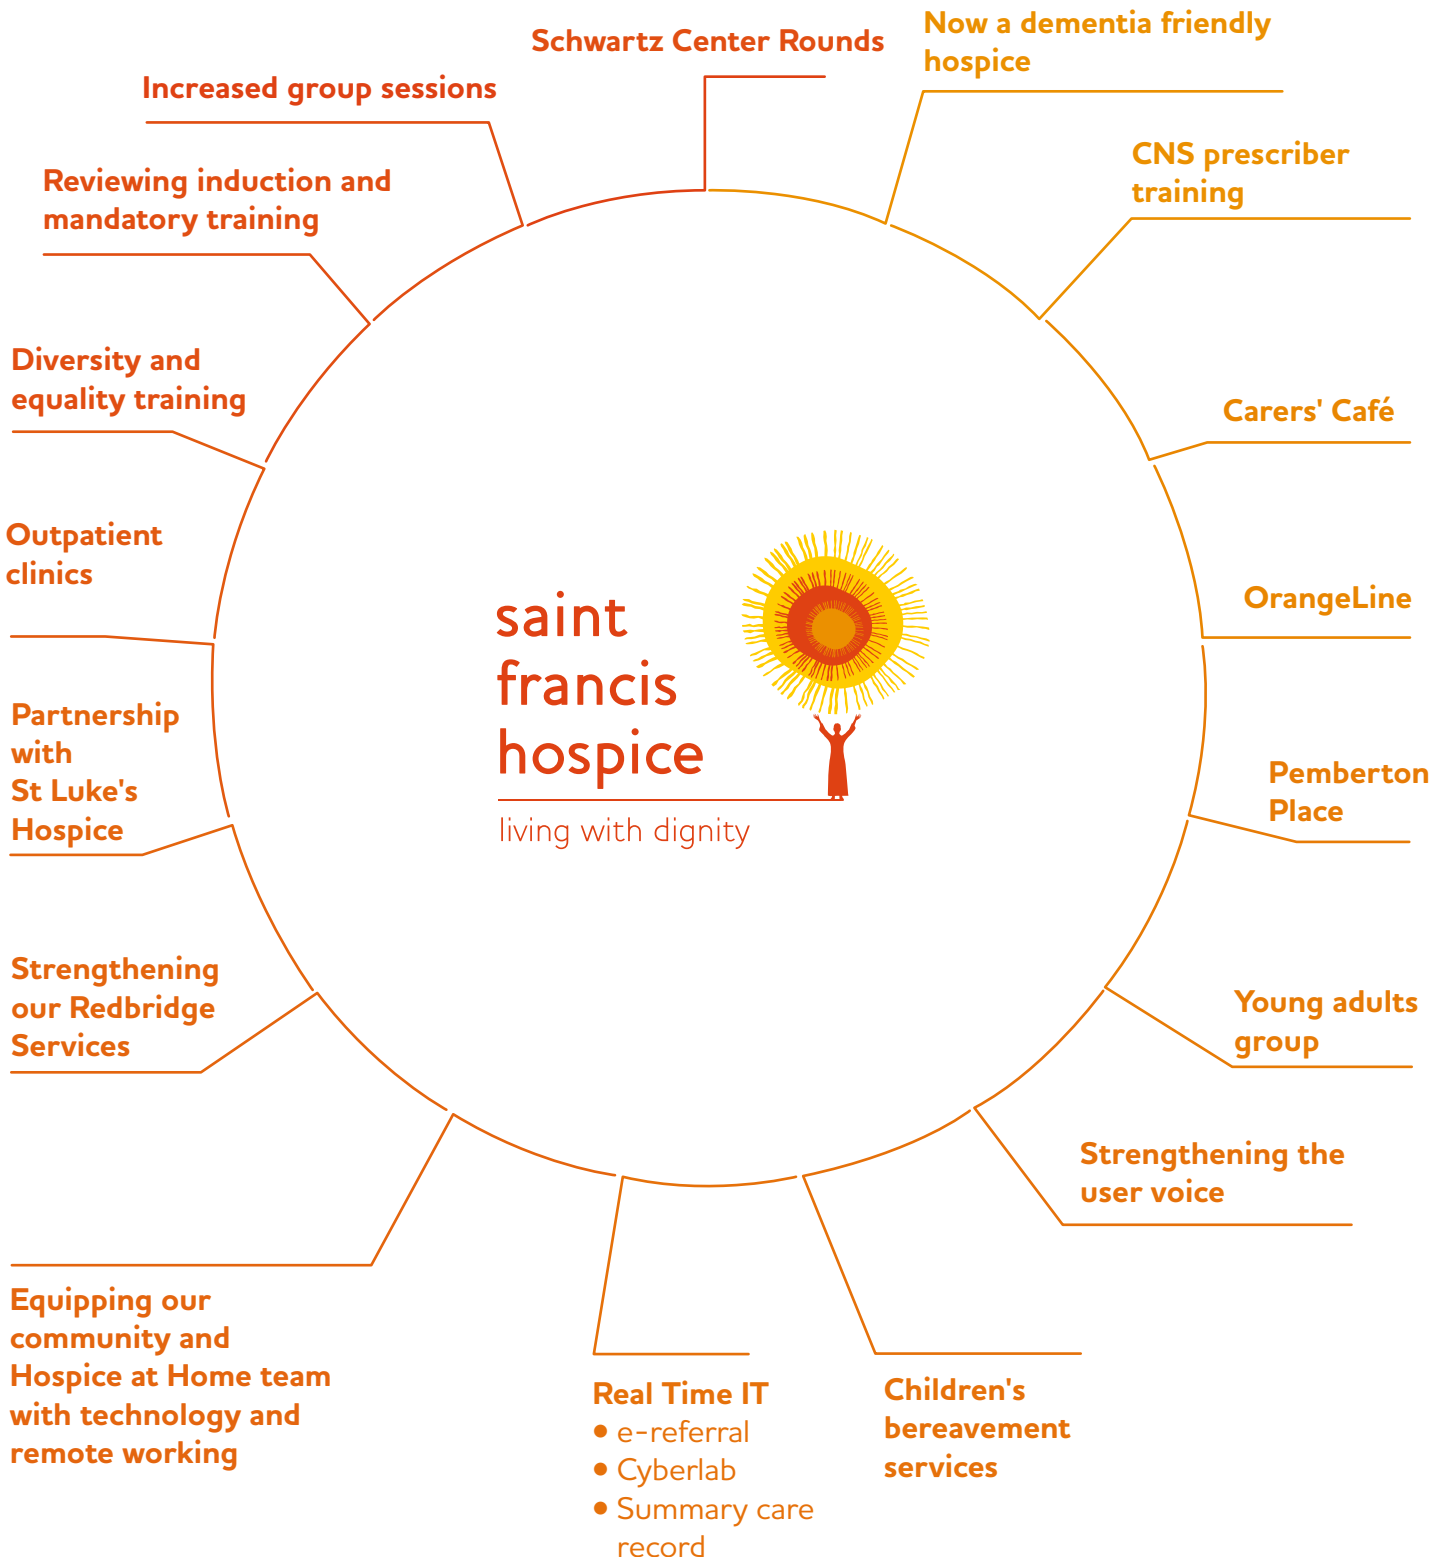 Schwartz Center Rounds
Now a dementia friendly
hospice
CNS prescriber
training
Carers' Café
OrangeLine
Pemberton
Place
Young adults
group
Strengthening the
user voice
Children's
bereavement
services
Real Time IT
• e-referral
• Cyberlab
• Summary care
record
Equipping our
community and
Hospice at Home team
with technology and
remote working
Strengthening
our Redbridge
Services
Partnership
with
St Luke's
Hospice
Outpatient
clinics
Diversity and
equality training
Reviewing induction and
mandatory training
Increased group sessions
saint
francis
hospice
living with dignity